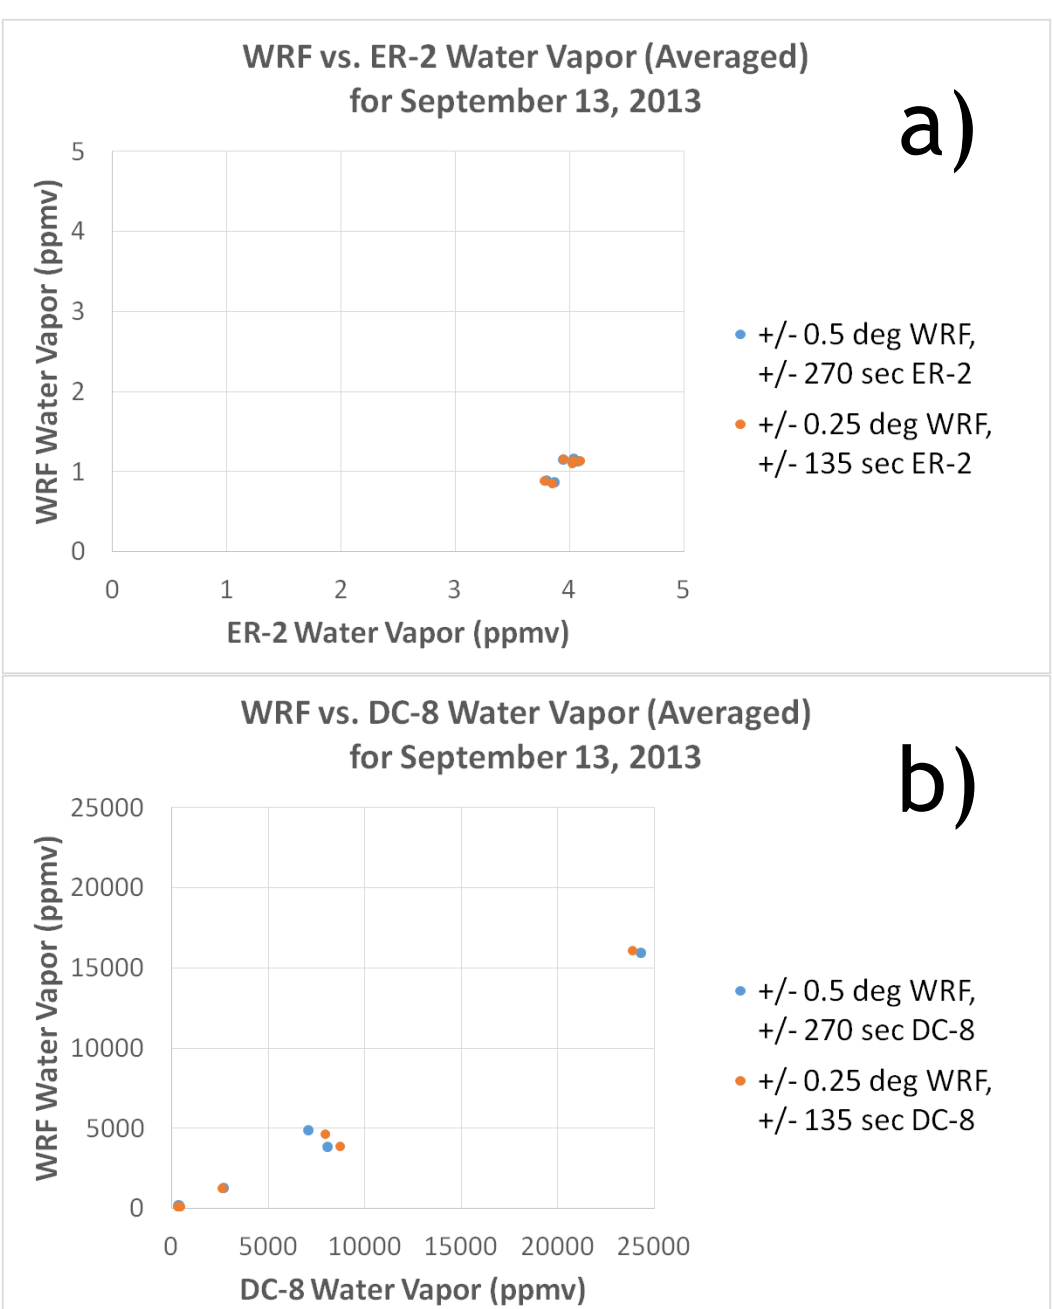 WRF vs. ER-2 Water Vapor (Averaged)
for September 13, 2013
a)
WRF Water Vapor (ppmv)
5
4
3
2
1
0
0 1 2 3 4 5
ER-2 Water Vapor (ppmv)
+/- 0.5 deg WRF,
+/- 270 sec ER-2
+/- 0.25 deg WRF,
+/- 135 sec ER-2
WRF vs. DC-8 Water Vapor (Averaged)
for September 13, 2013
b)
WRF Water Vapor (ppmv)
25000
20000
15000
10000
5000
0
0 5000 10000 15000 20000 25000
DC-8 Water Vapor (ppmv)
+/- 0.5 deg WRF,
+/- 270 sec DC-8
+/- 0.25 deg WRF,
+/- 135 sec DC-8